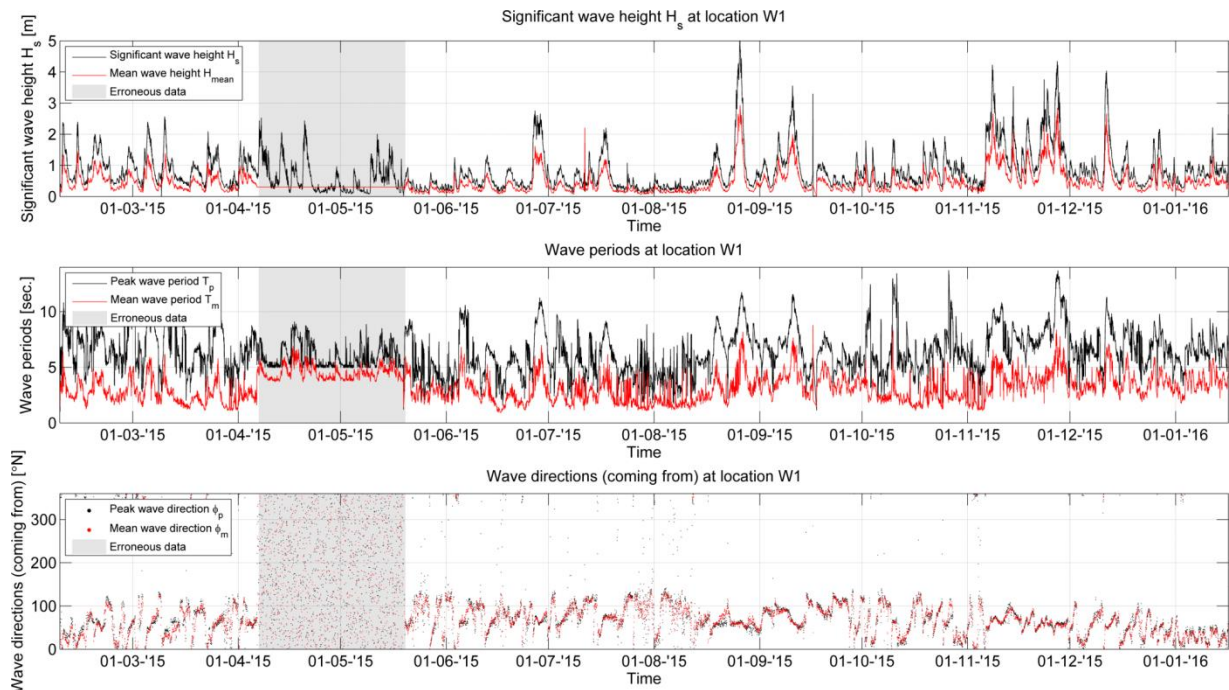 Significant wave height H_s at location W1
Significant wave height H_s [m]
5
4
3
2
1
0
Significant wave height H_s
Mean wave height H_mean
Erroneous data
01-03-'15 01-04-'15 01-05-'15 01-06-'15 01-07-'15 01-08-'15 01-09-'15 01-10-'15 01-11-'15 01-12-'15 01-01-'16
Time
Wave periods at location W1
Wave periods [sec.]
10
5
0
Peak wave period T_p
Mean wave period T_m
Erroneous data
01-03-'15 01-04-'15 01-05-'15 01-06-'15 01-07-'15 01-08-'15 01-09-'15 01-10-'15 01-11-'15 01-12-'15 01-01-'16
Time
Wave directions (coming from) at location W1
Wave directions (coming from) [°N]
300
200
100
0
Peak wave direction ϕ_p
Mean wave direction ϕ_m
Erroneous data
01-03-'15 01-04-'15 01-05-'15 01-06-'15 01-07-'15 01-08-'15 01-09-'15 01-10-'15 01-11-'15 01-12-'15 01-01-'16
Time